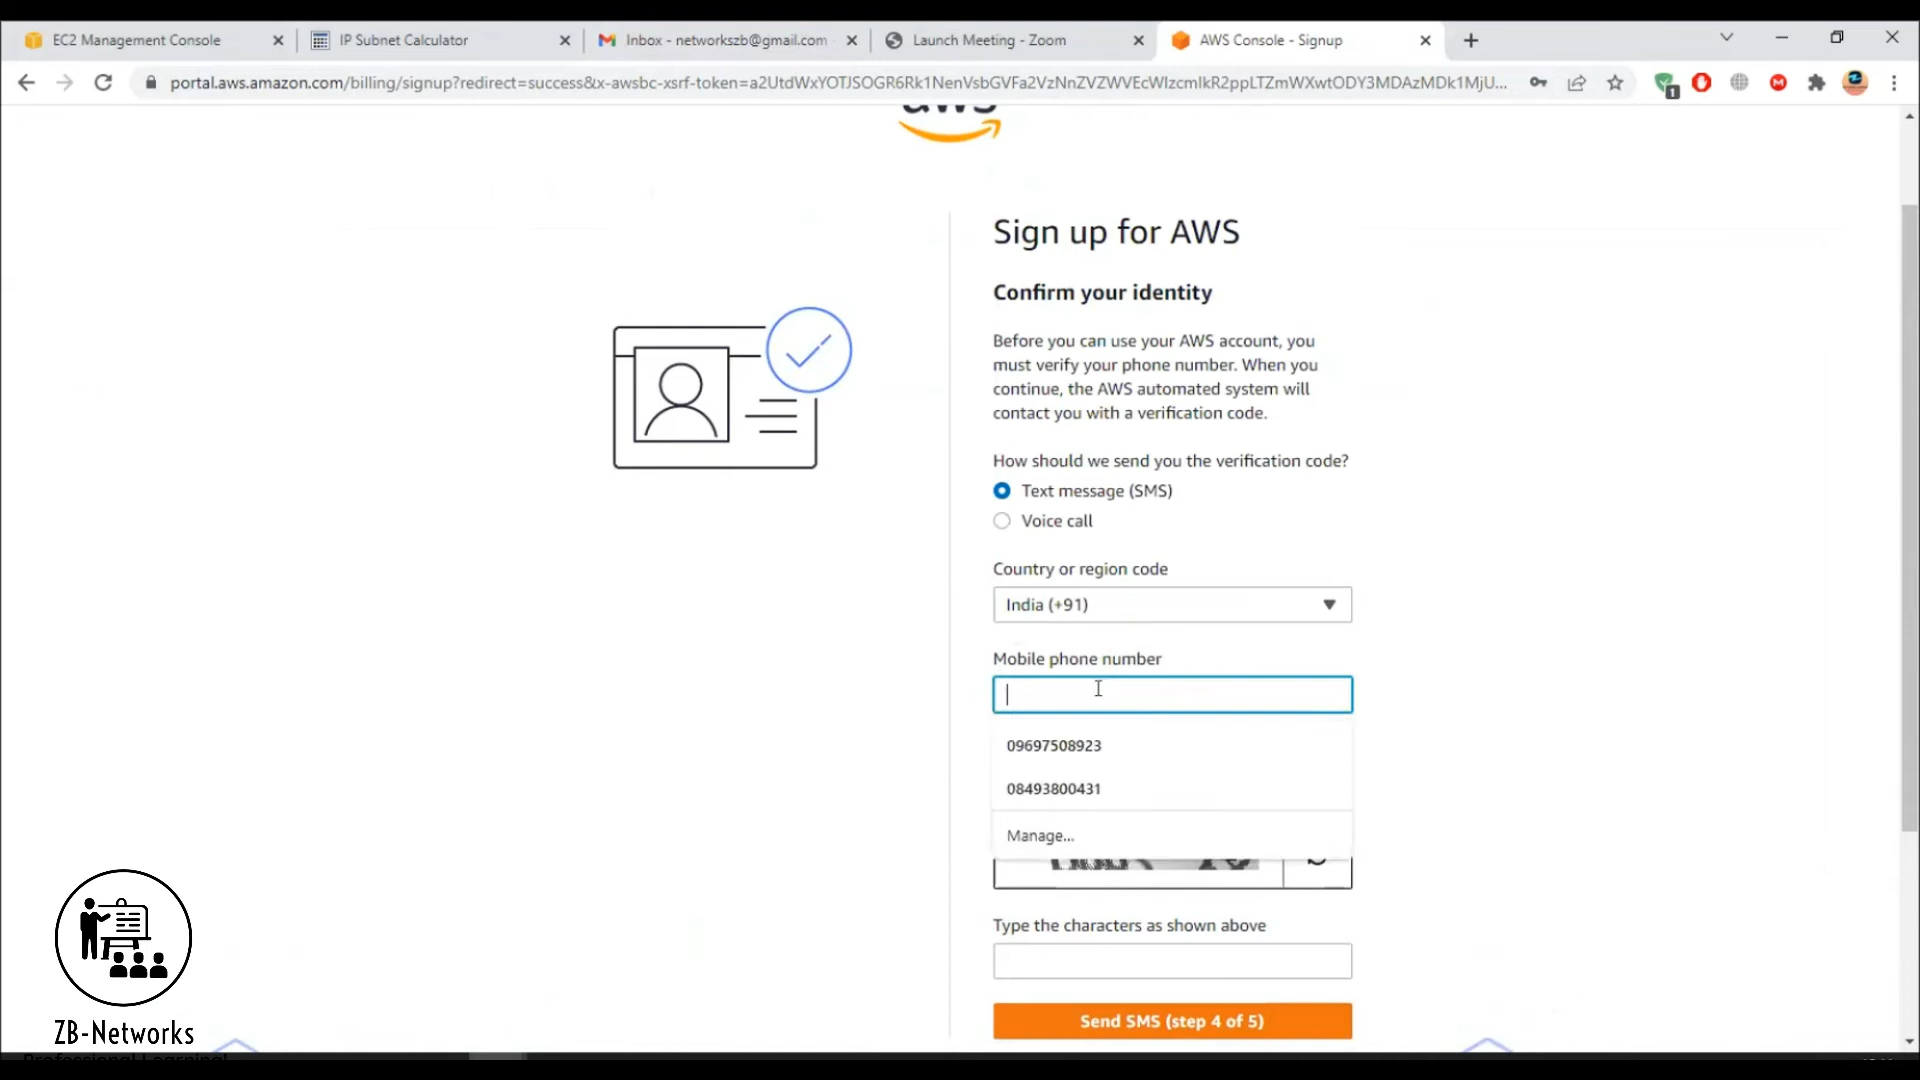 EC2 Management Console
IP Subnet Calculator
Inbox - networkszb@gmail.com
Launch Meeting - Zoom
AWS Console - Signup
portal.aws.amazon.com/billing/signup?redirect=success&x-awsbc-xsrf-token=a2UtdWxYOTJSOGR6Rk1NenVsbGVFa2VzNnZVZWVEcWIzcmlkR2ppLTZmWXwtODY3MDAzMDk1MjU...
1
aws
Sign up for AWS
Confirm your identity
Before you can use your AWS account, you
must verify your phone number. When you
continue, the AWS automated system will
contact you with a verification code.
How should we send you the verification code?
Text message (SMS)
Voice call
Country or region code
India (+91)
Mobile phone number
09697508923
08493800431
Manage...
Type the characters as shown above
Send SMS (step 4 of 5)
ZB-Networks
Professional Learning!